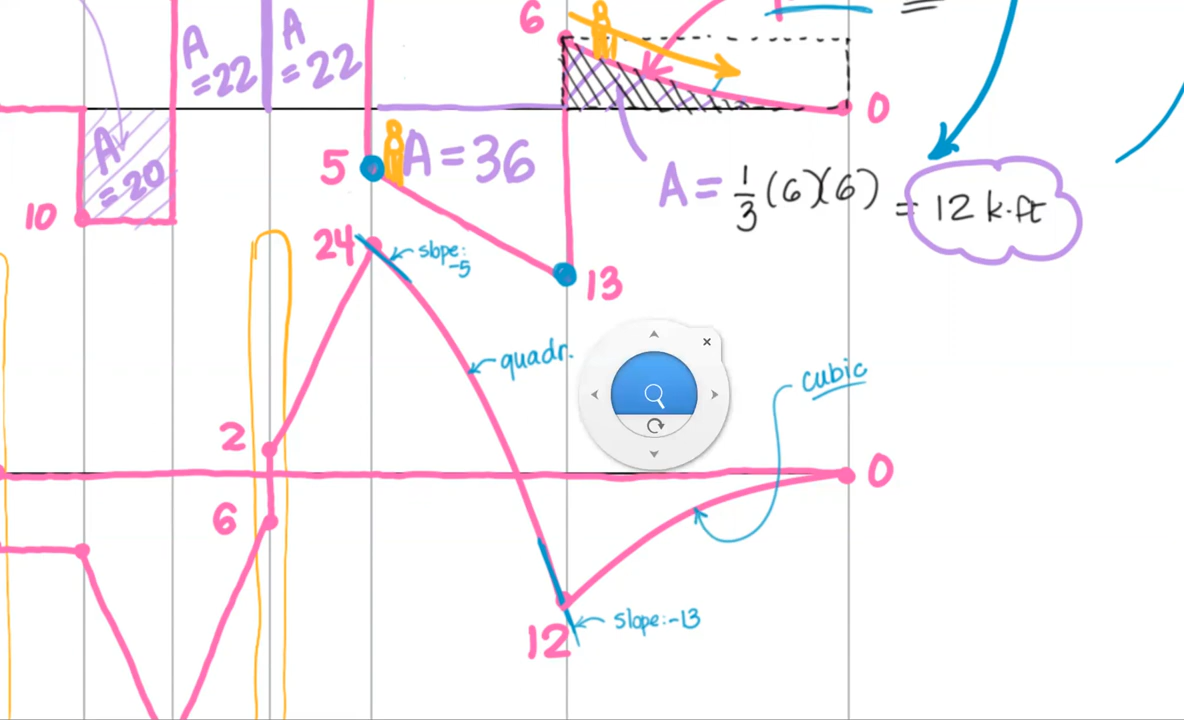 6
A
=22
A
=22
0
A
=20
5
A=36
A = 1/3 (6)(6) = 12 k·ft
10
24
slope:
-5
13
quadr.
cubic
2
0
6
slope:-13
12